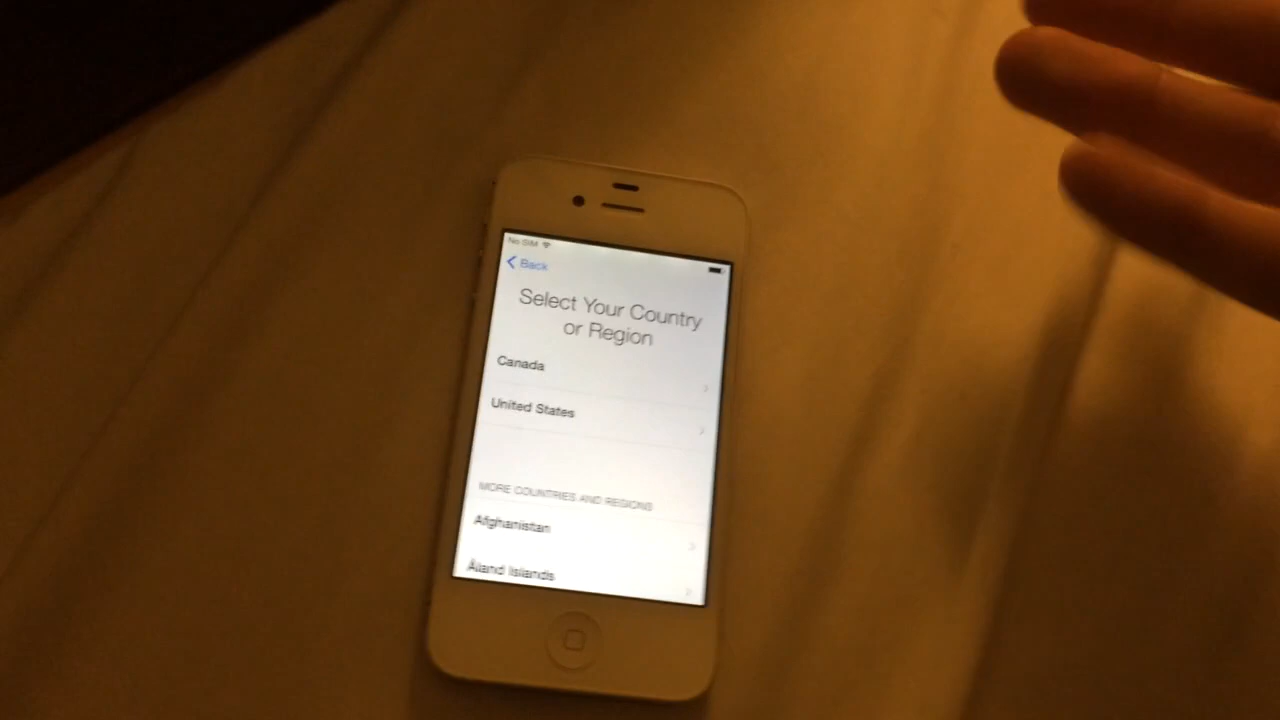 No SIM
Back
Select Your Country
or Region
Canada
United States
MORE COUNTRIES AND REGIONS
Afghanistan
Åland Islands